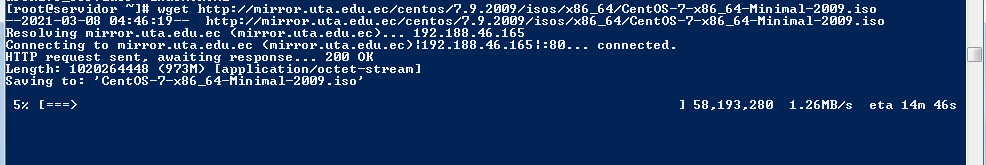 [root@servidor ~]# wget http://mirror.uta.edu.ec/centos/7.9.2009/isos/x86_64/CentOS-7-x86_64-Minimal-2009.iso
--2021-03-08 04:46:19--  http://mirror.uta.edu.ec/centos/7.9.2009/isos/x86_64/CentOS-7-x86_64-Minimal-2009.iso
Resolving mirror.uta.edu.ec (mirror.uta.edu.ec)... 192.188.46.165
Connecting to mirror.uta.edu.ec (mirror.uta.edu.ec)|192.188.46.165|:80... connected.
HTTP request sent, awaiting response... 200 OK
Length: 1020264448 (973M) [application/octet-stream]
Saving to: 'CentOS-7-x86_64-Minimal-2009.iso'
5% [===> ] 58,193,280 1.26MB/s eta 14m 46s